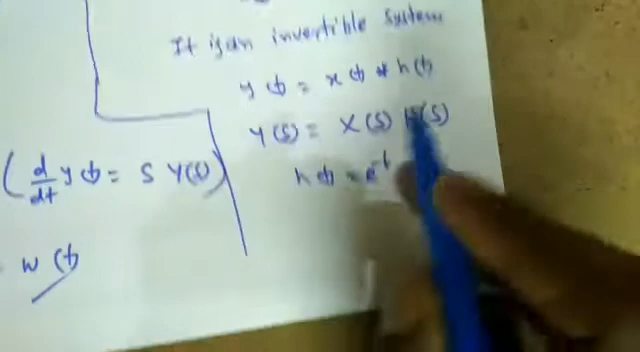 It is an invertible system
y(t) = x(t) * h(t)
Y(s) = X(s) H(s)
(d/dt y(t) = S Y(s))
h(t) = e^-t
w(t)